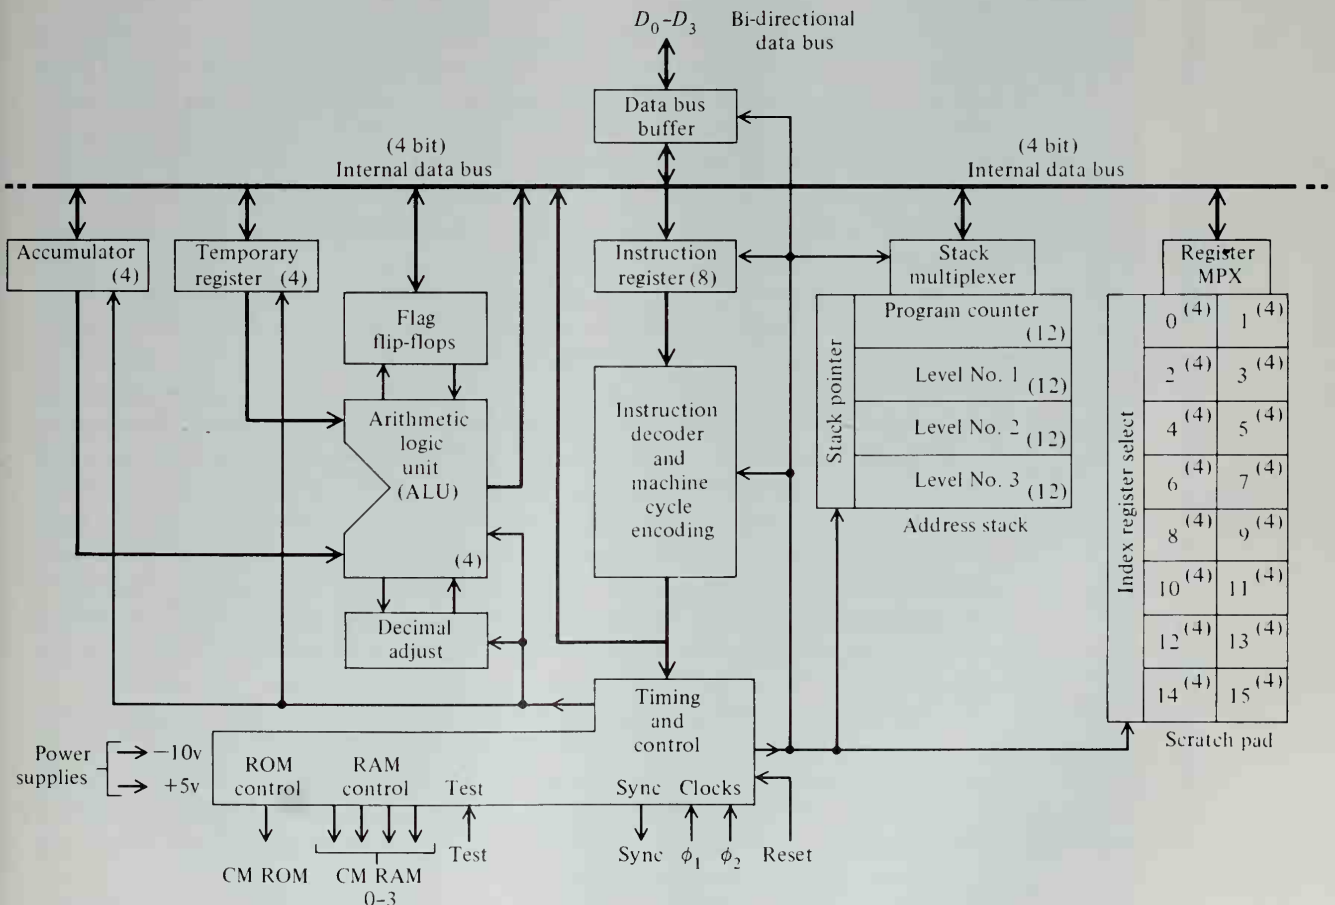 D₀-D₃ Bi-directional
data bus
Data bus
buffer
(4 bit)
Internal data bus
(4 bit)
Internal data bus
Accumulator
(4)
Temporary
register (4)
Flag
flip-flops
Arithmetic
logic
unit
(ALU)
(4)
Decimal
adjust
Instruction
register (8)
Instruction
decoder
and
machine
cycle
encoding
Stack
multiplexer
Stack pointer
Program counter
(12)
Level No. 1 (12)
Level No. 2 (12)
Level No. 3 (12)
Address stack
Register
MPX
Index register select
0 (4) 1 (4)
2 (4) 3 (4)
4 (4) 5 (4)
6 (4) 7 (4)
8 (4) 9 (4)
10 (4) 11 (4)
12 (4) 13 (4)
14 (4) 15 (4)
Scratch pad
Timing
and
control
Power
supplies
−10v
+5v
ROM
control
RAM
control
Test
Sync Clocks
CM ROM
CM RAM
0-3
Test
Sync
ϕ₁ ϕ₂
Reset